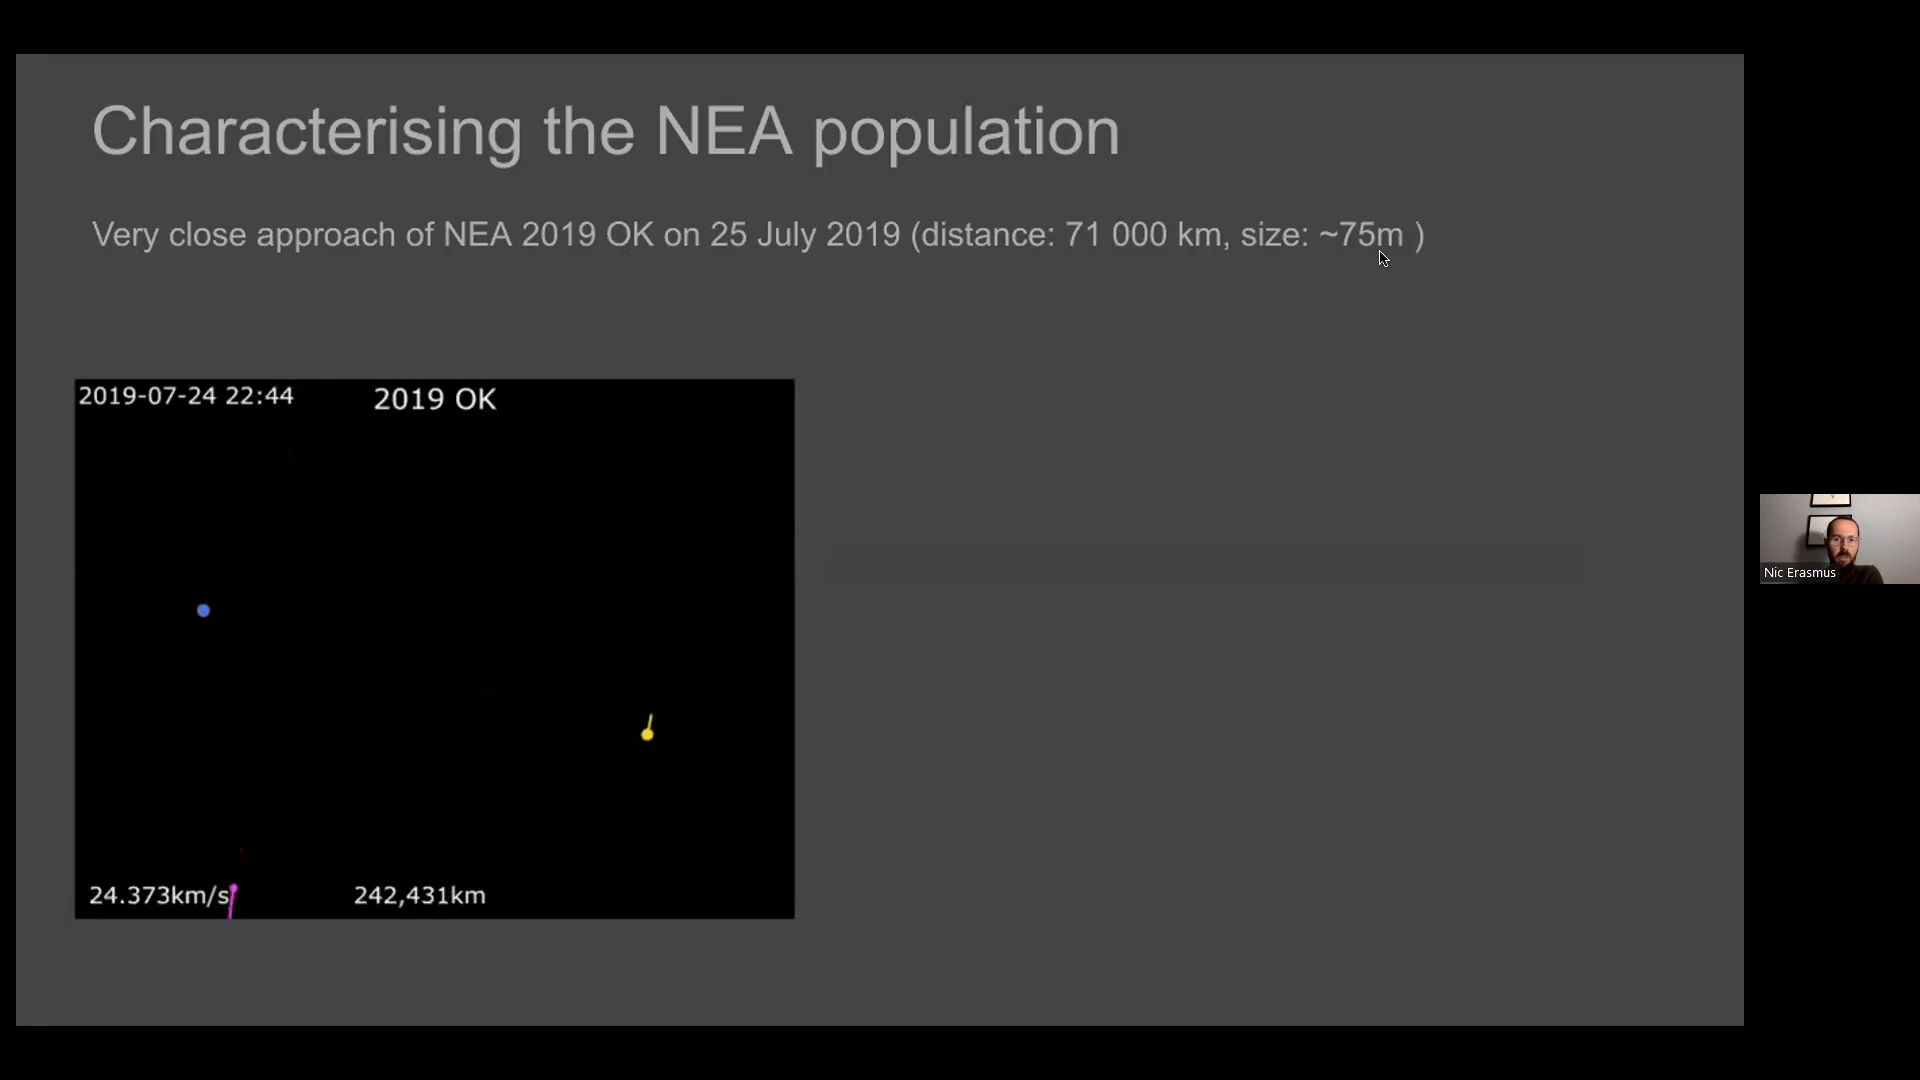 Characterising the NEA population
Very close approach of NEA 2019 OK on 25 July 2019 (distance: 71 000 km, size: ~75m )
2019-07-24 22:44
2019 OK
24.373km/s
242,431km
Nic Erasmus